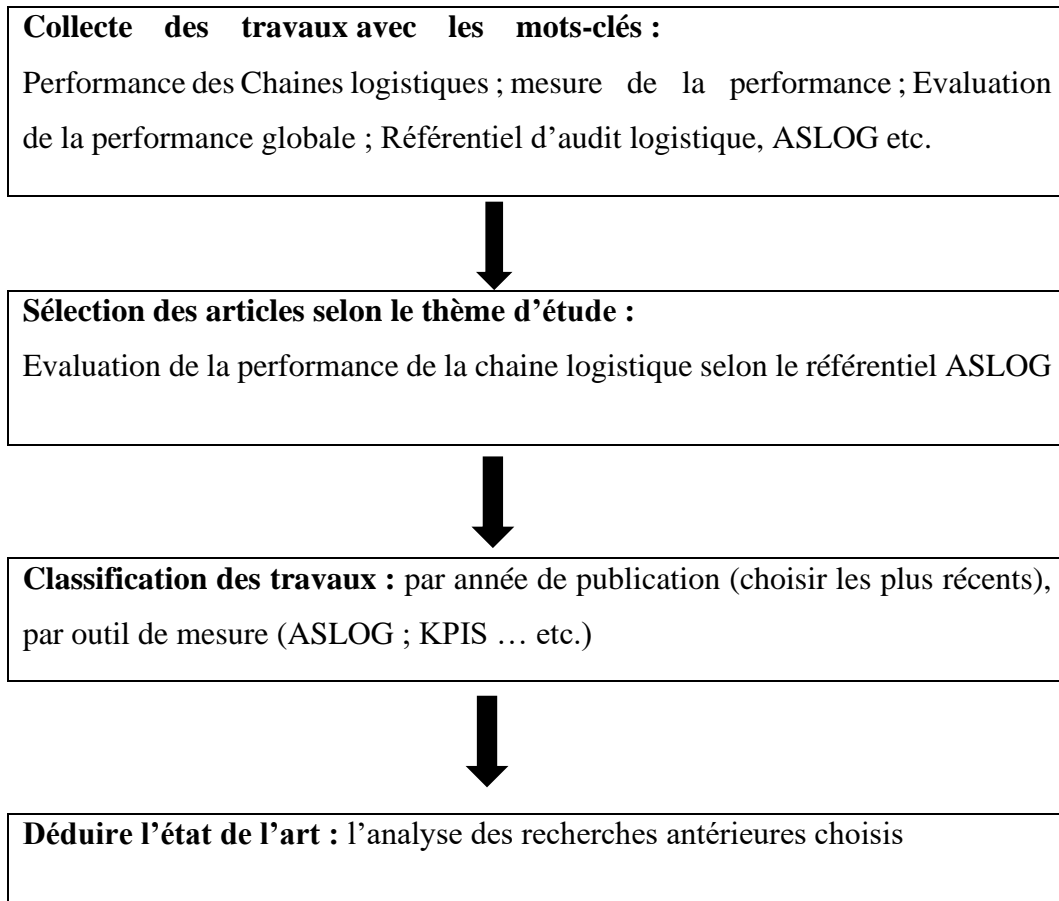 Collecte des travaux avec les mots-clés :
Performance des Chaines logistiques ; mesure de la performance ; Evaluation
de la performance globale ; Référentiel d’audit logistique, ASLOG etc.
Sélection des articles selon le thème d’étude :
Evaluation de la performance de la chaine logistique selon le référentiel ASLOG
Classification des travaux : par année de publication (choisir les plus récents),
par outil de mesure (ASLOG ; KPIS … etc.)
Déduire l’état de l’art : l’analyse des recherches antérieures choisis